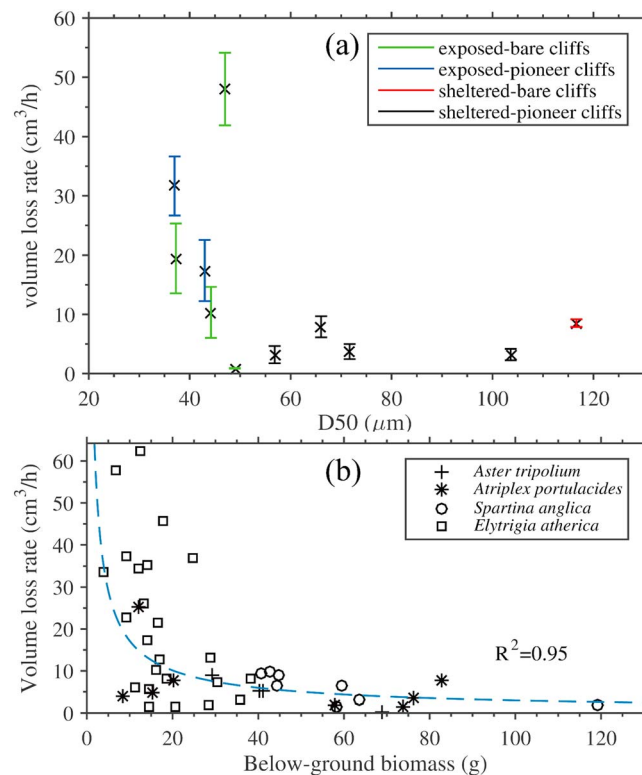 (a)
exposed-bare cliffs
exposed-pioneer cliffs
sheltered-bare cliffs
sheltered-pioneer cliffs
volume loss rate (cm³/h)
60
50
40
30
20
10
0
20 40 60 80 100 120
D50 (μm)
(b)
Aster tripolium
Atriplex portulacides
Spartina anglica
Elytrigia atherica
Volume loss rate (cm³/h)
60
50
40
30
20
10
0
R²=0.95
0 20 40 60 80 100 120
Below-ground biomass (g)